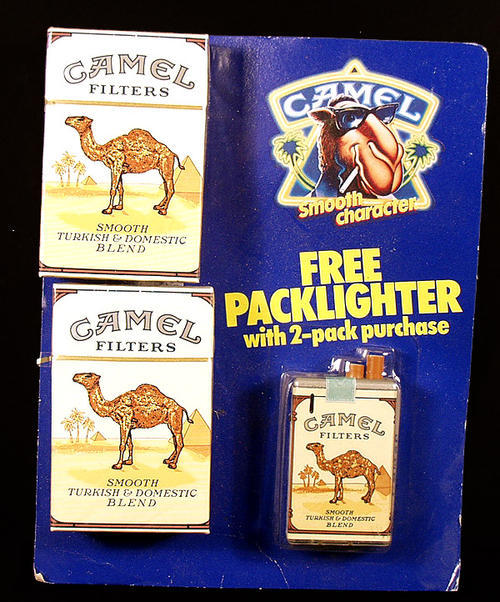 CAMEL
FILTERS
SMOOTH
TURKISH & DOMESTIC
BLEND
CAMEL
FILTERS
SMOOTH
TURKISH & DOMESTIC
BLEND
CAMEL
Smooth
character
FREE
PACKLIGHTER
with 2-pack purchase
CAMEL
FILTERS
SMOOTH
TURKISH & DOMESTIC
BLEND